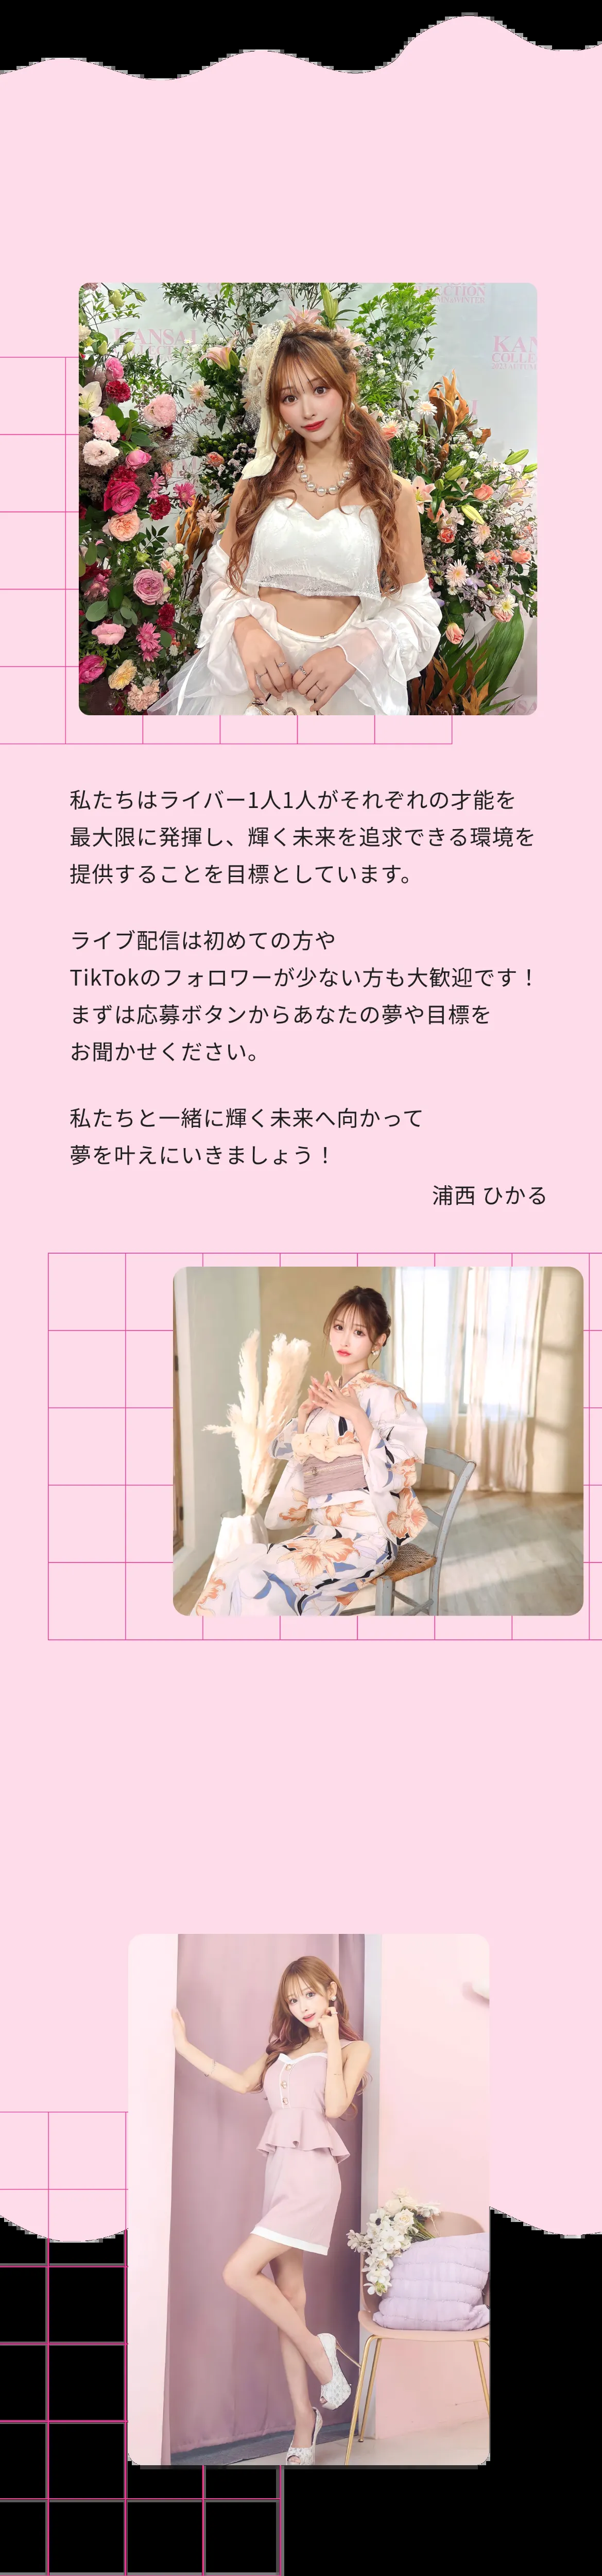 CTION
KANSAI
KAN
COLLE
私たちはライバー1人1人がそれぞれの才能を
最大限に発揮し、輝く未来を追求できる環境を
提供することを目標としています。
ライブ配信は初めての方や
TikTokのフォロワーが少ない方も大歓迎です！
まずは応募ボタンからあなたの夢や目標を
お聞かせください。
私たちと一緒に輝く未来へ向かって
夢を叶えにいきましょう！
浦西 ひかる